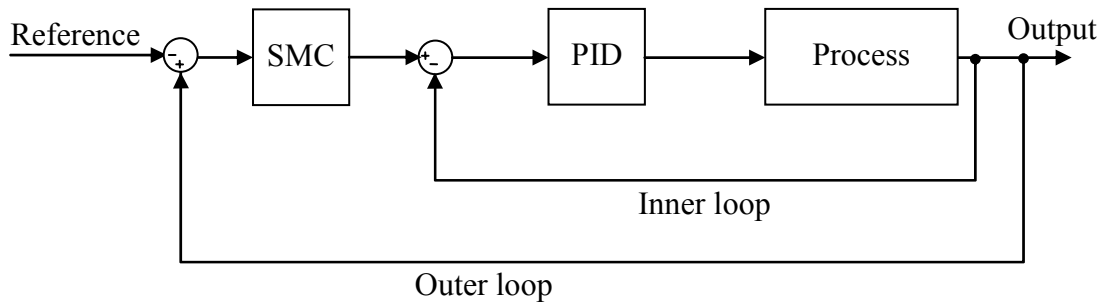 Reference
Output
- +
SMC
+ -
PID
Process
Inner loop
Outer loop